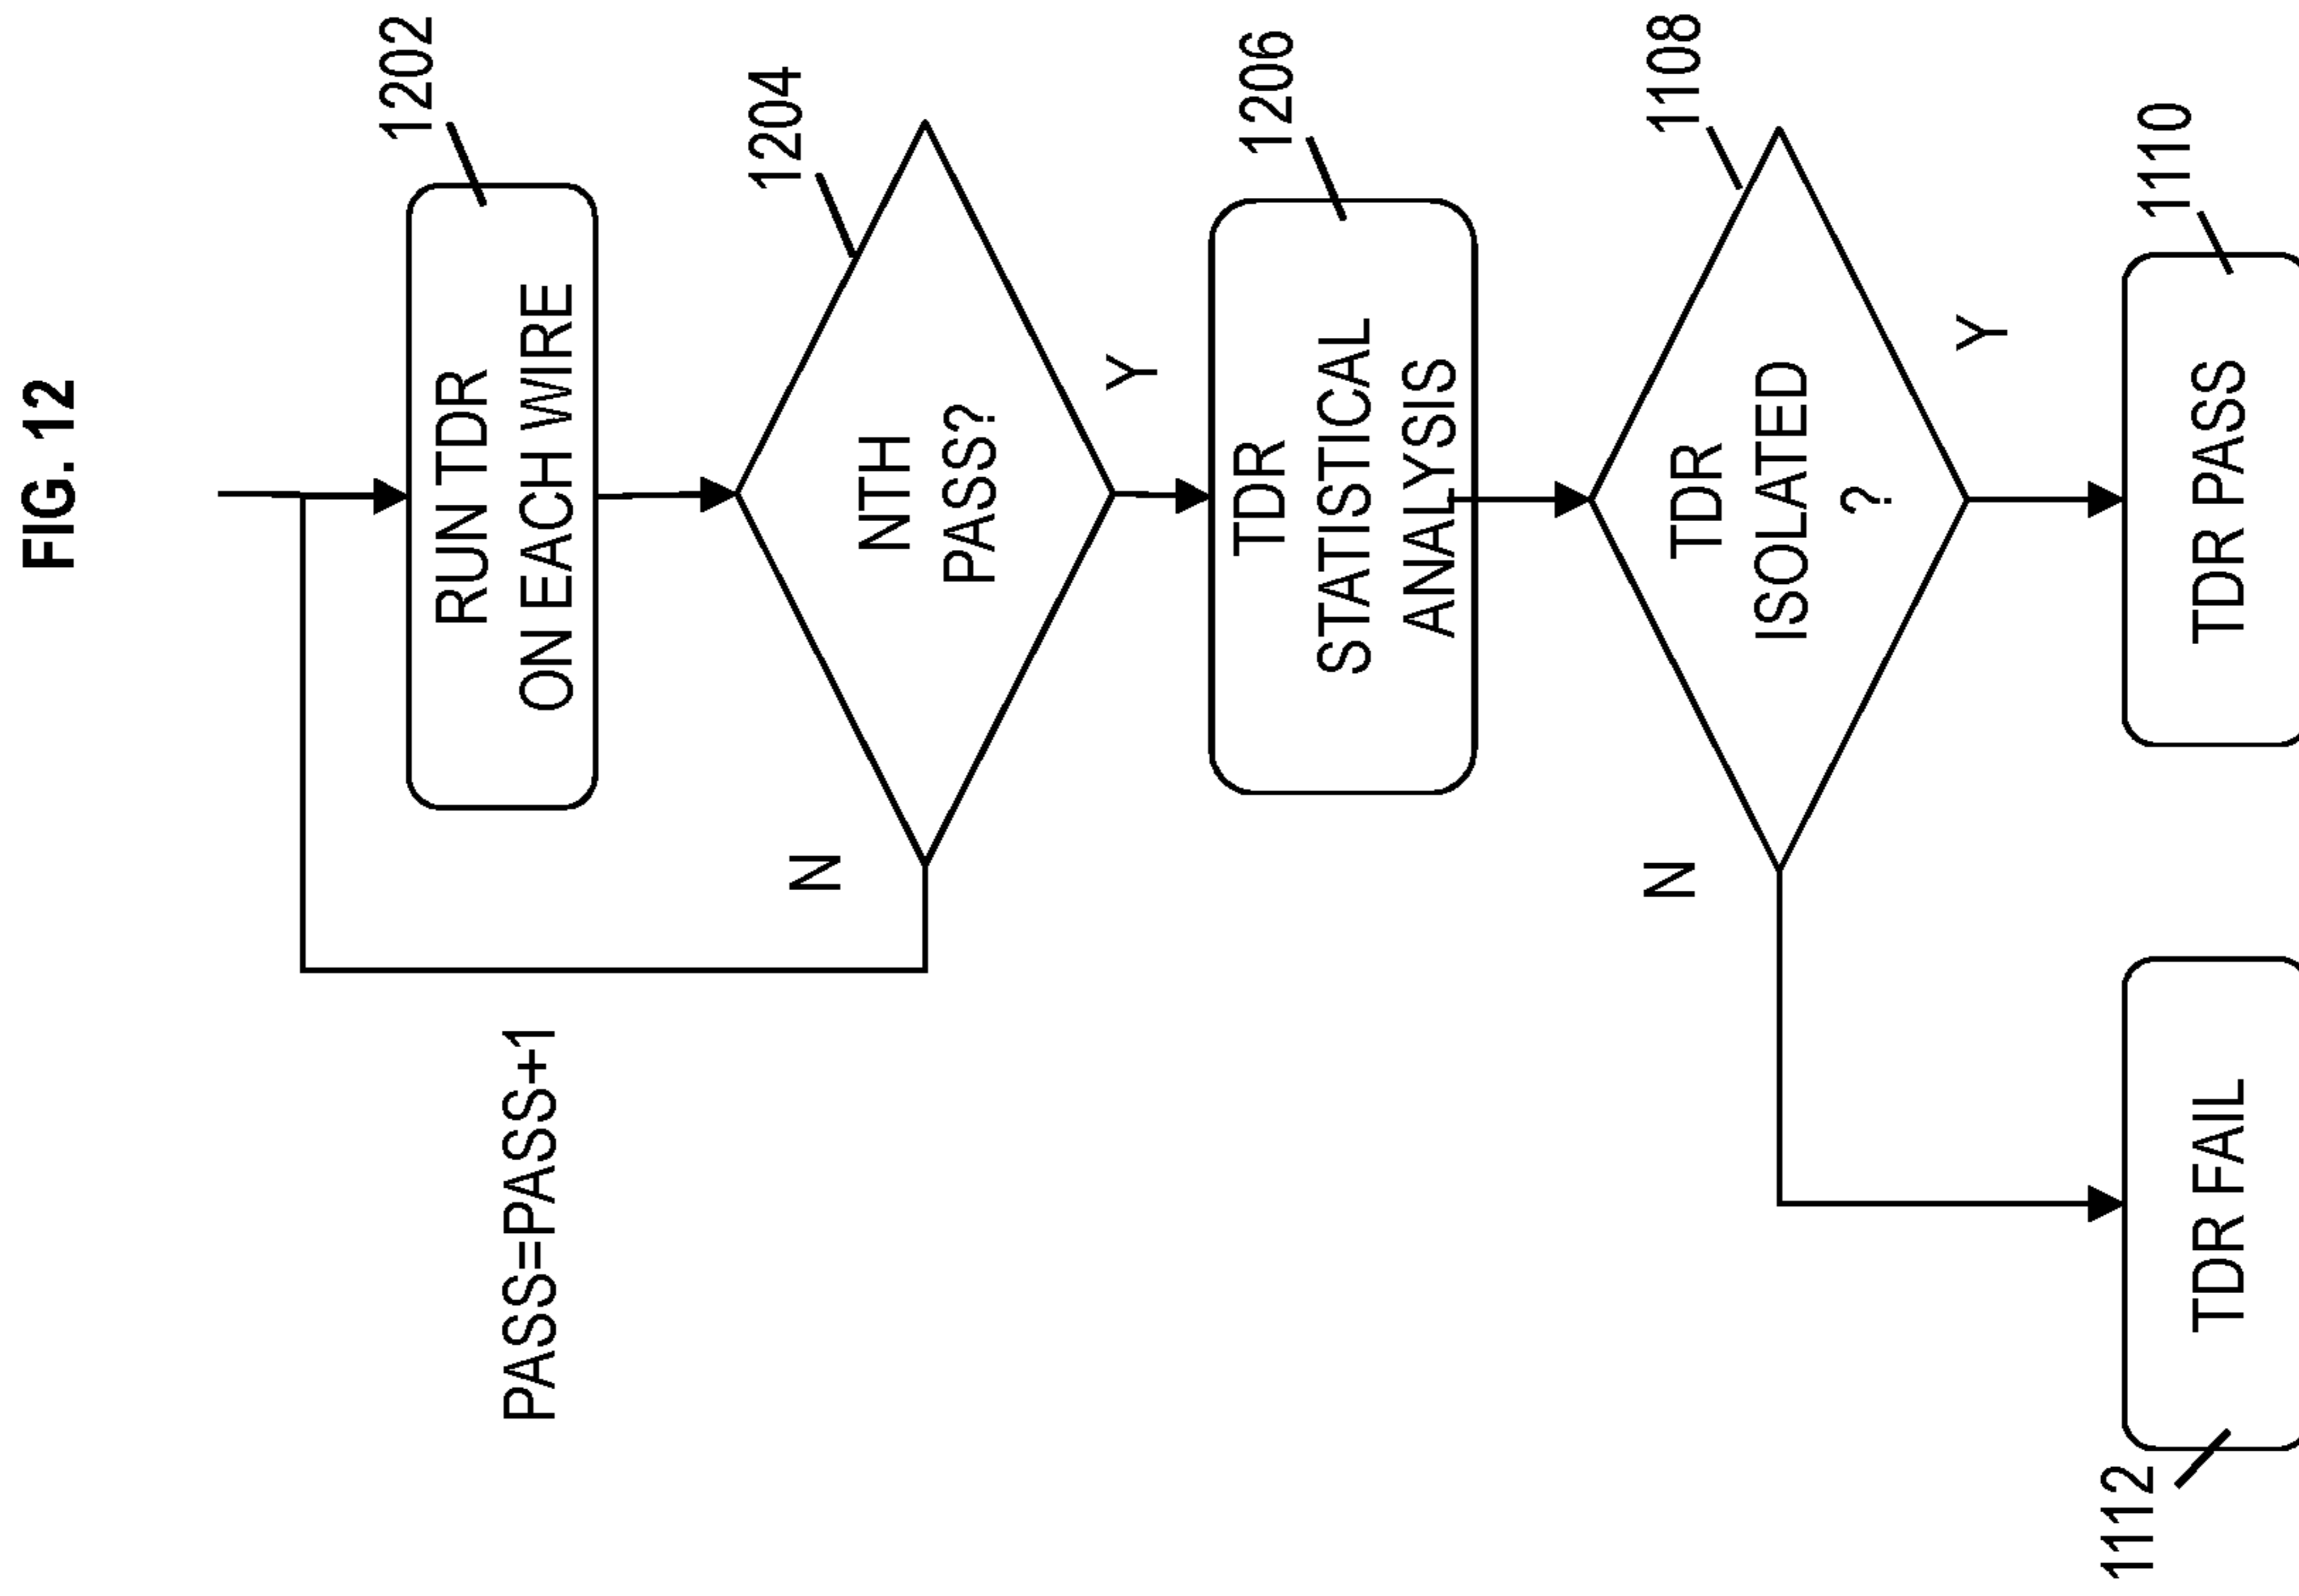 FIG. 12
1202
RUN TDR
ON EACH WIRE
PASS=PASS+1
1204
N
NTH
PASS?
Y
1206
TDR
STATISTICAL
ANALYSIS
1108
N
TDR
ISOLATED
?
Y
1112
1110
TDR FAIL
TDR PASS